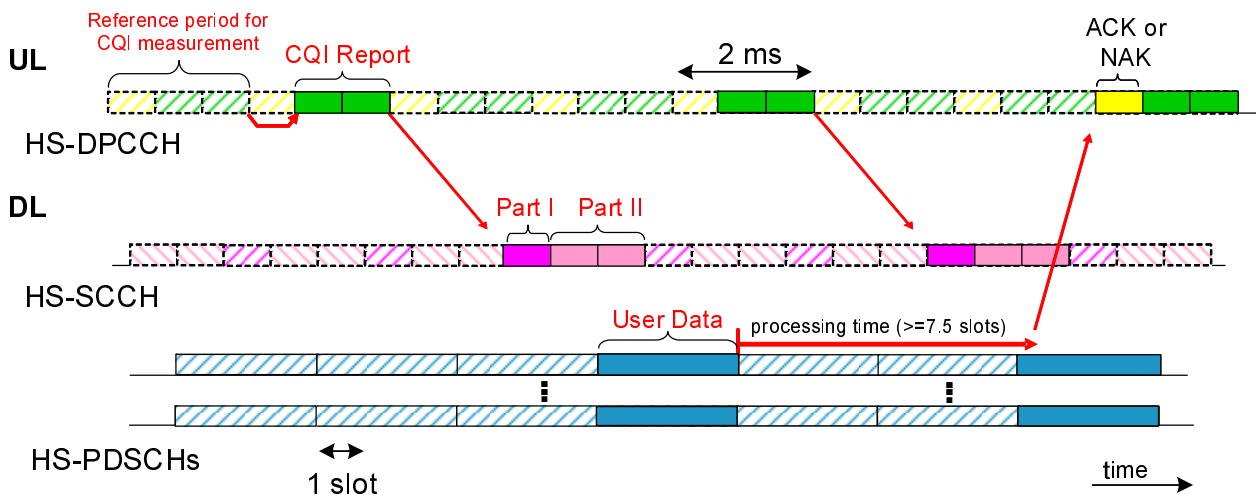 Reference period for
CQI measurement
UL
CQI Report
2 ms
ACK or
NAK
HS-DPCCH
DL
Part I
Part II
HS-SCCH
User Data
processing time (>=7.5 slots)
HS-PDSCHs
1 slot
time